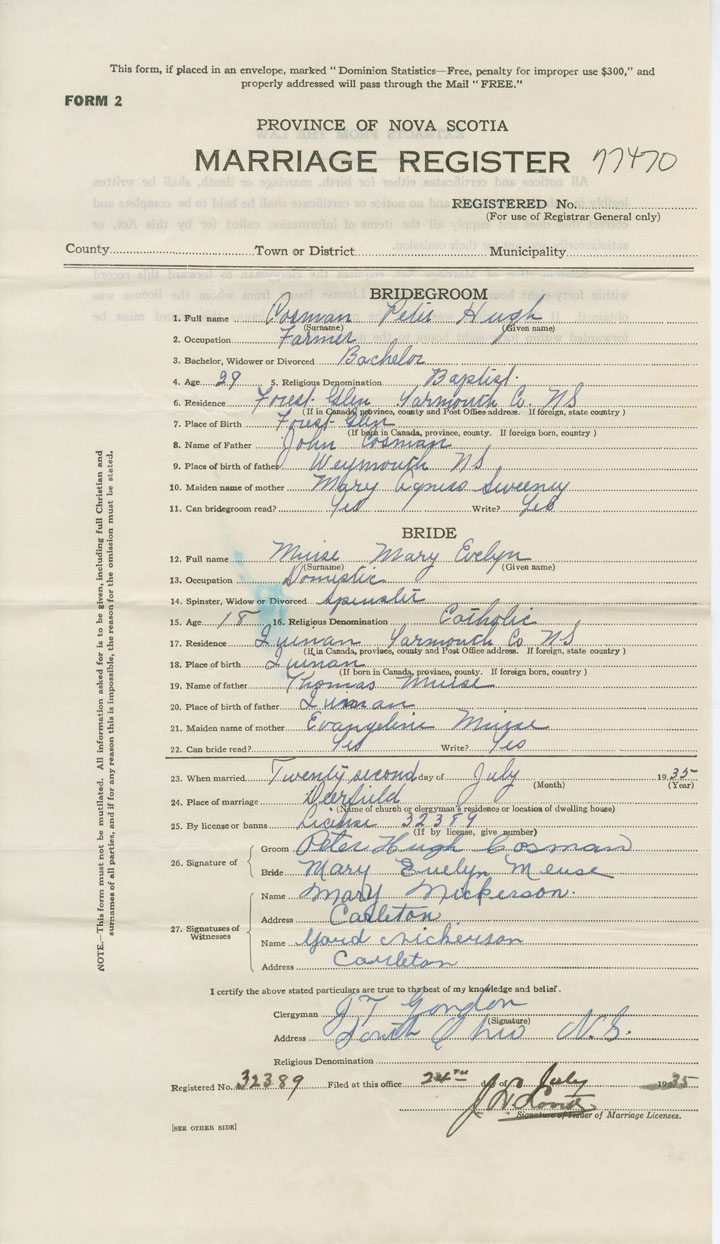 This form, if placed in an envelope, marked "Dominion Statistics—Free, penalty for improper use $300," and
properly addressed will pass through the Mail "FREE."
FORM 2
PROVINCE OF NOVA SCOTIA
MARRIAGE REGISTER 77470
REGISTERED No.
(For use of Registrar General only)
County Town or District Municipality
BRIDEGROOM
1. Full name Cosman Peter Hugh
(Surname) (Given name)
2. Occupation Farmer
3. Bachelor, Widower or Divorced Bachelor
4. Age 29 5. Religious Denomination Baptist.
6. Residence Forest Glen Yarmouth Co. NS
(If in Canada, province, county and Post Office address. If foreign, state country)
7. Place of Birth Forest Glen
(If born in Canada, province, county. If foreign born, country)
8. Name of Father John Cosman
9. Place of birth of father Weymouth NS
10. Maiden name of mother Mary Agness Sweeney
11. Can bridegroom read? Yes Write? Yes
BRIDE
12. Full name Muise Mary Evelyn
(Surname) (Given name)
13. Occupation Domestic
14. Spinster, Widow or Divorced Spinster
15. Age 18 16. Religious Denomination Catholic
17. Residence Quinan Yarmouth Co NS
(If in Canada, province, county and Post Office address. If foreign, state country)
18. Place of birth Quinan
(If born in Canada, province, county. If foreign born, country)
19. Name of father Thomas Muise
20. Place of birth of father Quinan
21. Maiden name of mother Evangeline Muise
22. Can bride read? Yes Write? Yes
23. When married Twenty second day of July 1935
(Month) (Year)
24. Place of marriage Deerfield
(Name of church or clergyman's residence or location of dwelling house)
25. By license or banns License 32389
(If by license, give number)
26. Signature of Groom Peter Hugh Cosman
Bride Mary Evelyn Meuse
27. Signatures of Witnesses Name Mary Nickerson.
Address Carleton
Name Nickerson
Address Carleton
I certify the above stated particulars are true to the best of my knowledge and belief.
Clergyman J T Gordon
(Signature)
Address South Ohio N.S.
Religious Denomination
Registered No. 32389 Filed at this office 24TH day of July 1935
Signature of Issuer of Marriage Licenses.
[SEE OTHER SIDE]
NOTE.—This form must not be mutilated. All information asked for is to be given, including full Christian and
surnames of all parties, and if for any reason this is impossible, the reason for the omission must be stated.